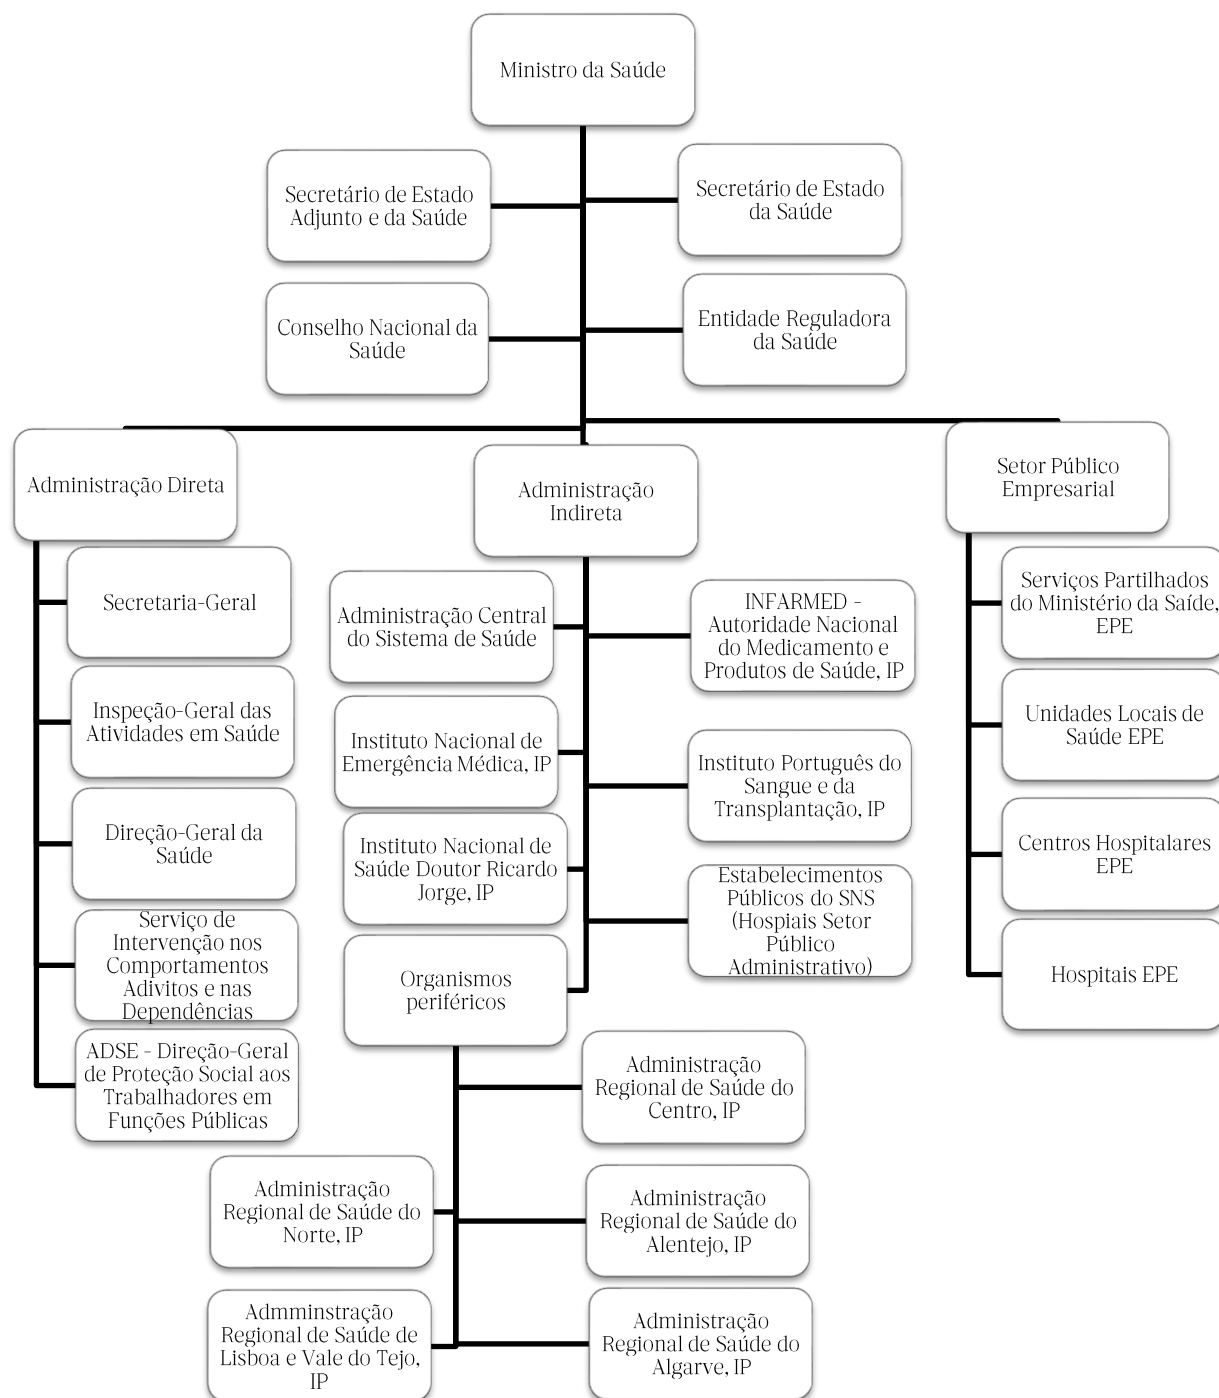 Ministro da Saúde
Secretário de Estado
Adjunto e da Saúde
Secretário de Estado
da Saúde
Conselho Nacional da
Saúde
Entidade Reguladora
da Saúde
Administração Direta
Administração
Indireta
Setor Público
Empresarial
Secretaria-Geral
Inspeção-Geral das
Atividades em Saúde
Direção-Geral da
Saúde
Serviço de
Intervenção nos
Comportamentos
Adivitos e nas
Dependências
ADSE - Direção-Geral
de Proteção Social aos
Trabalhadores em
Funções Públicas
Administração Central
do Sistema de Saúde
INFARMED -
Autoridade Nacional
do Medicamento e
Produtos de Saúde, IP
Instituto Nacional de
Emergência Médica, IP
Instituto Português do
Sangue e da
Transplantação, IP
Instituto Nacional de
Saúde Doutor Ricardo
Jorge, IP
Estabelecimentos
Públicos do SNS
(Hospiais Setor
Público
Administrativo)
Organismos
periféricos
Administração
Regional de Saúde do
Centro, IP
Administração
Regional de Saúde do
Norte, IP
Administração
Regional de Saúde do
Alentejo, IP
Admminstração
Regional de Saúde de
Lisboa e Vale do Tejo,
IP
Administração
Regional de Saúde do
Algarve, IP
Serviços Partilhados
do Ministério da Saíde,
EPE
Unidades Locais de
Saúde EPE
Centros Hospitalares
EPE
Hospitais EPE